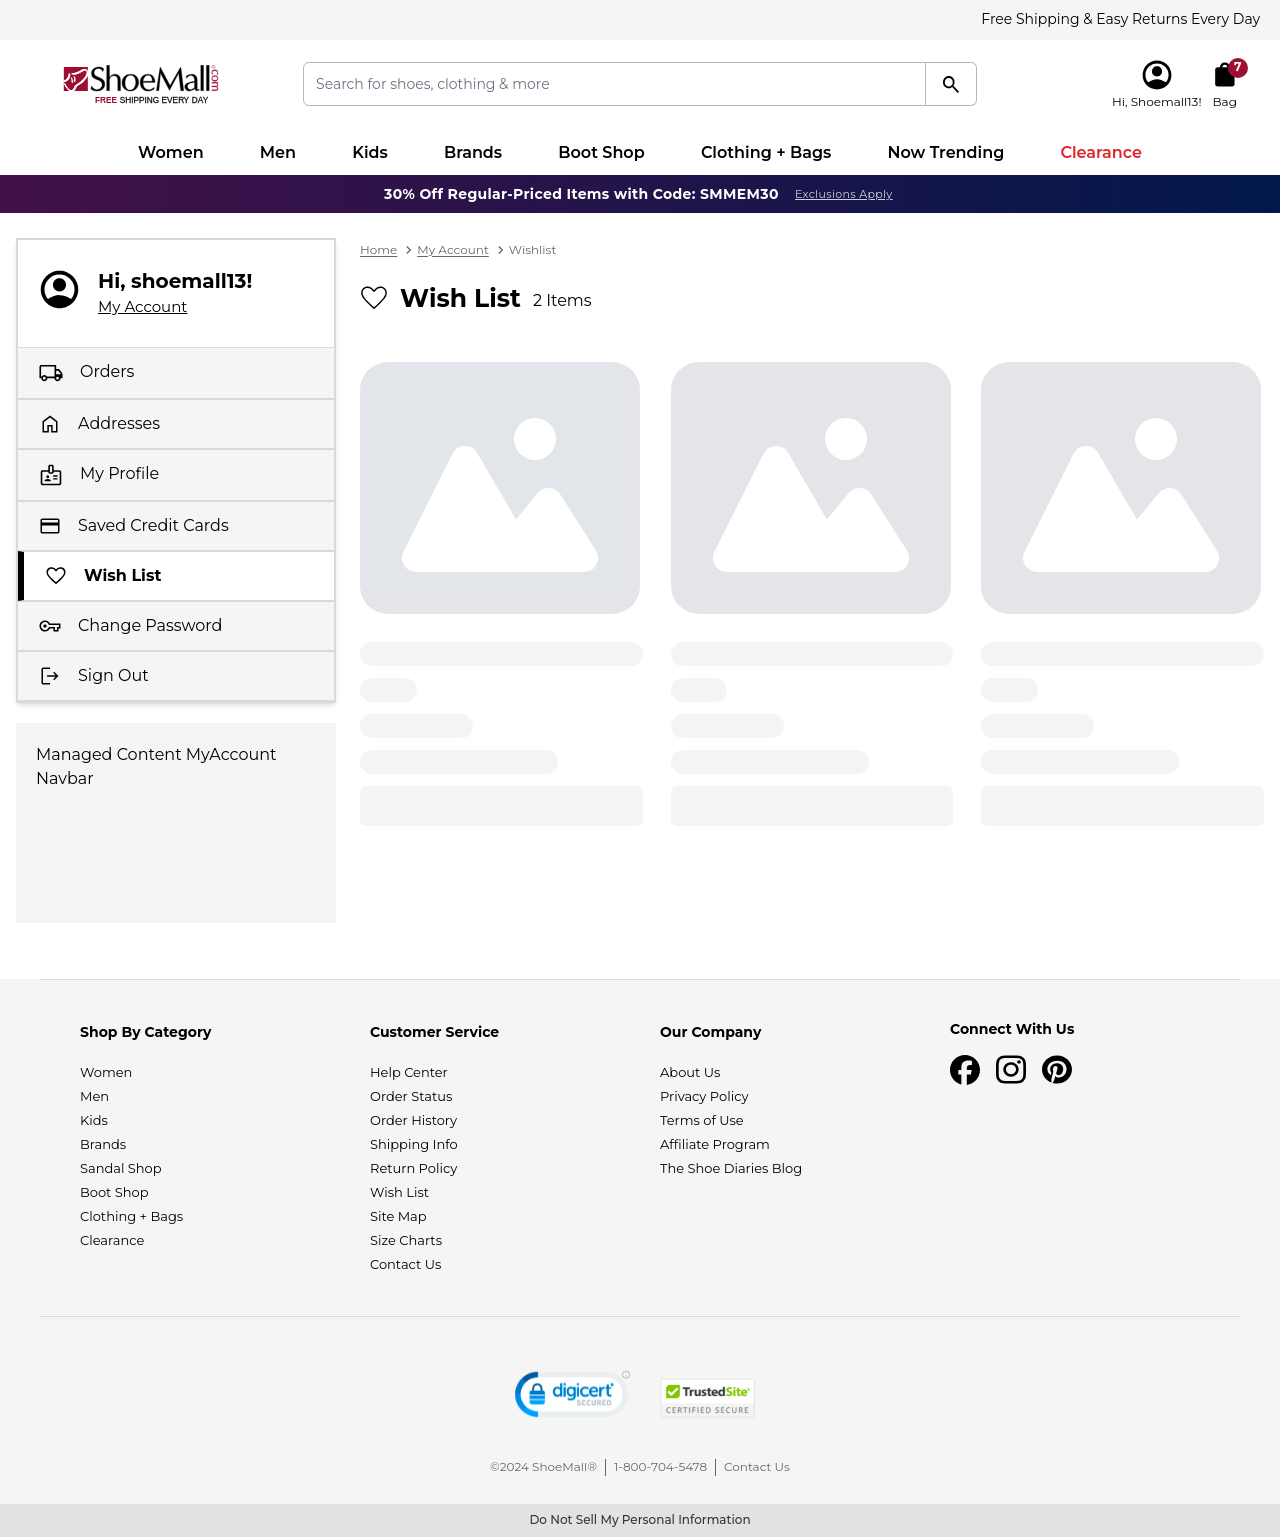 Free Shipping & Easy Returns Every Day
ShoeMall.com
FREE SHIPPING EVERY DAY
Search for shoes, clothing & more
7
Hi, Shoemall13!
Bag
Women
Men
Kids
Brands
Boot Shop
Clothing + Bags
Now Trending
Clearance
30% Off Regular-Priced Items with Code: SMMEM30
Exclusions Apply
Hi, shoemall13!
My Account
Orders
Addresses
My Profile
Saved Credit Cards
Wish List
Change Password
Sign Out
Managed Content MyAccount
Navbar
Home
My Account
Wishlist
Wish List
2 Items
Shop By Category
Women
Men
Kids
Brands
Sandal Shop
Boot Shop
Clothing + Bags
Clearance
Customer Service
Help Center
Order Status
Order History
Shipping Info
Return Policy
Wish List
Site Map
Size Charts
Contact Us
Our Company
About Us
Privacy Policy
Terms of Use
Affiliate Program
The Shoe Diaries Blog
Connect With Us
digicert
SECURED
TrustedSite
CERTIFIED SECURE
©2024 ShoeMall®
1-800-704-5478
Contact Us
Do Not Sell My Personal Information